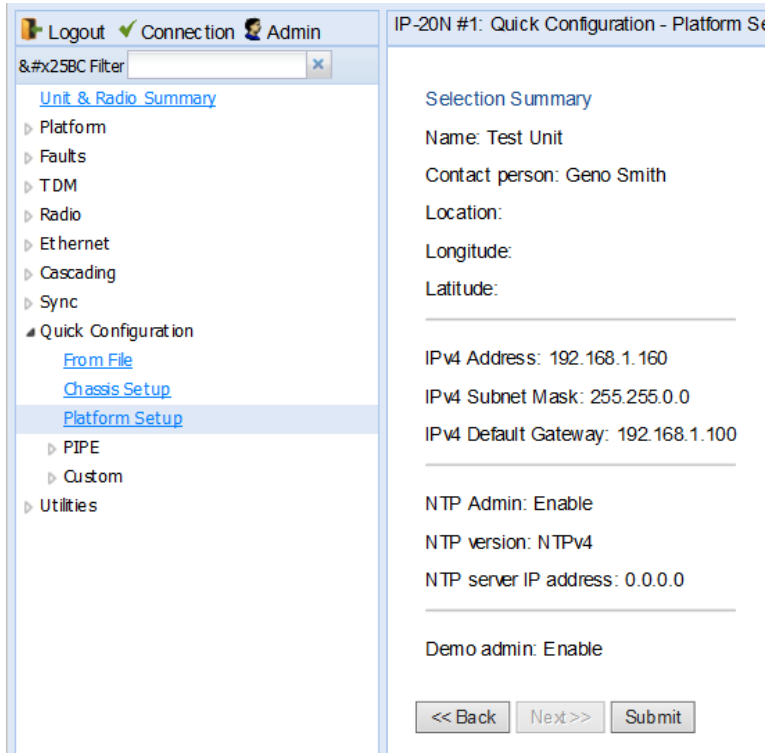 Logout Connection Admin
&#x25BC Filter
Unit & Radio Summary
Platform
Faults
TDM
Radio
Ethernet
Cascading
Sync
Quick Configuration
From File
Chassis Setup
Platform Setup
PIPE
Custom
Utilities
IP-20N #1: Quick Configuration - Platform Se
Selection Summary
Name: Test Unit
Contact person: Geno Smith
Location:
Longitude:
Latitude:
IPv4 Address: 192.168.1.160
IPv4 Subnet Mask: 255.255.0.0
IPv4 Default Gateway: 192.168.1.100
NTP Admin: Enable
NTP version: NTPv4
NTP server IP address: 0.0.0.0
Demo admin: Enable
<< Back Next >> Submit